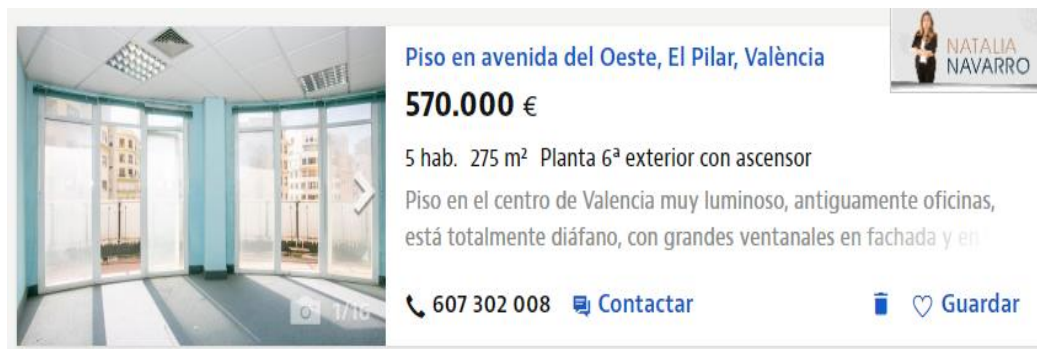 Piso en avenida del Oeste, El Pilar, València
NATALIA
NAVARRO
570.000 €
5 hab. 275 m² Planta 6ª exterior con ascensor
Piso en el centro de Valencia muy luminoso, antiguamente oficinas,
está totalmente diáfano, con grandes ventanales en fachada y en
1/16
607 302 008 Contactar Guardar